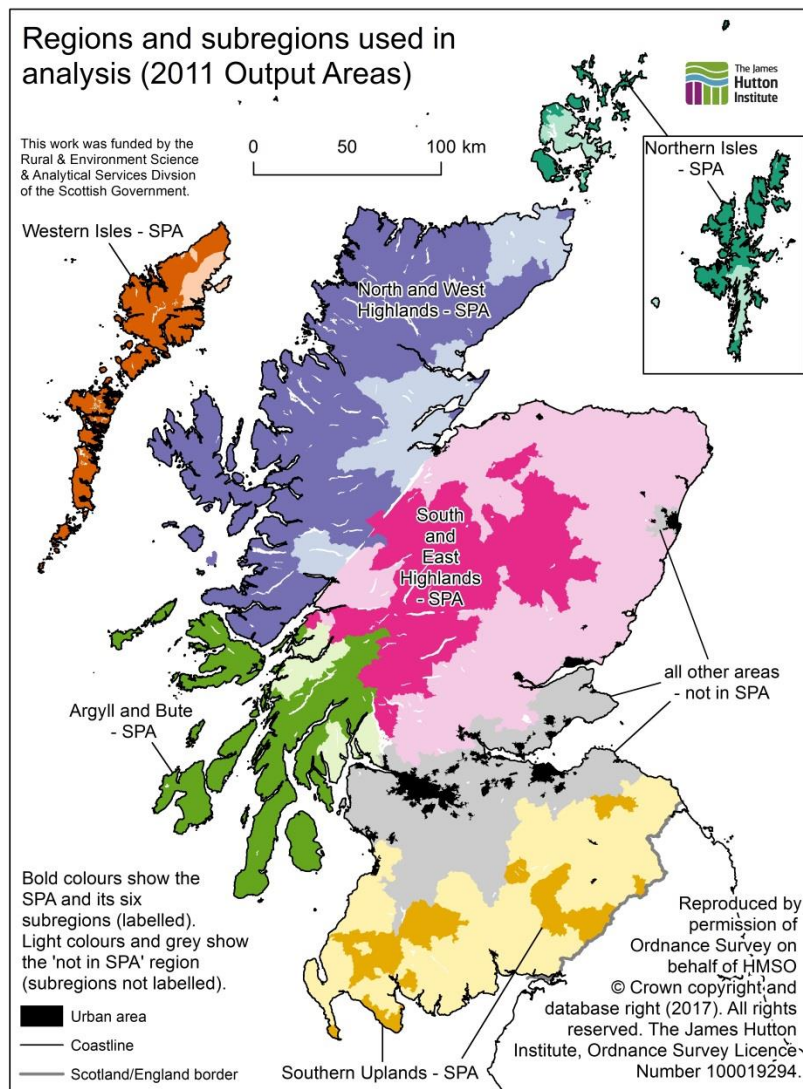 Regions and subregions used in
analysis (2011 Output Areas)
The James
Hutton
Institute
This work was funded by the
Rural & Environment Science
& Analytical Services Divsion
of the Scottish Government.
0 50 100 km
Northern Isles
- SPA
Western Isles - SPA
North and West
Highlands - SPA
South
and
East
Highlands
- SPA
all other areas
- not in SPA
Argyll and Bute
- SPA
Bold colours show the
SPA and its six
subregions (labelled).
Light colours and grey show
the 'not in SPA' region
(subregions not labelled).
Urban area
Coastline
Scotland/England border
Southern Uplands - SPA
Reproduced by
permission of
Ordnance Survey on
behalf of HMSO
© Crown copyright and
database right (2017). All rights
reserved. The James Hutton
Institute, Ordnance Survey Licence
Number 100019294.